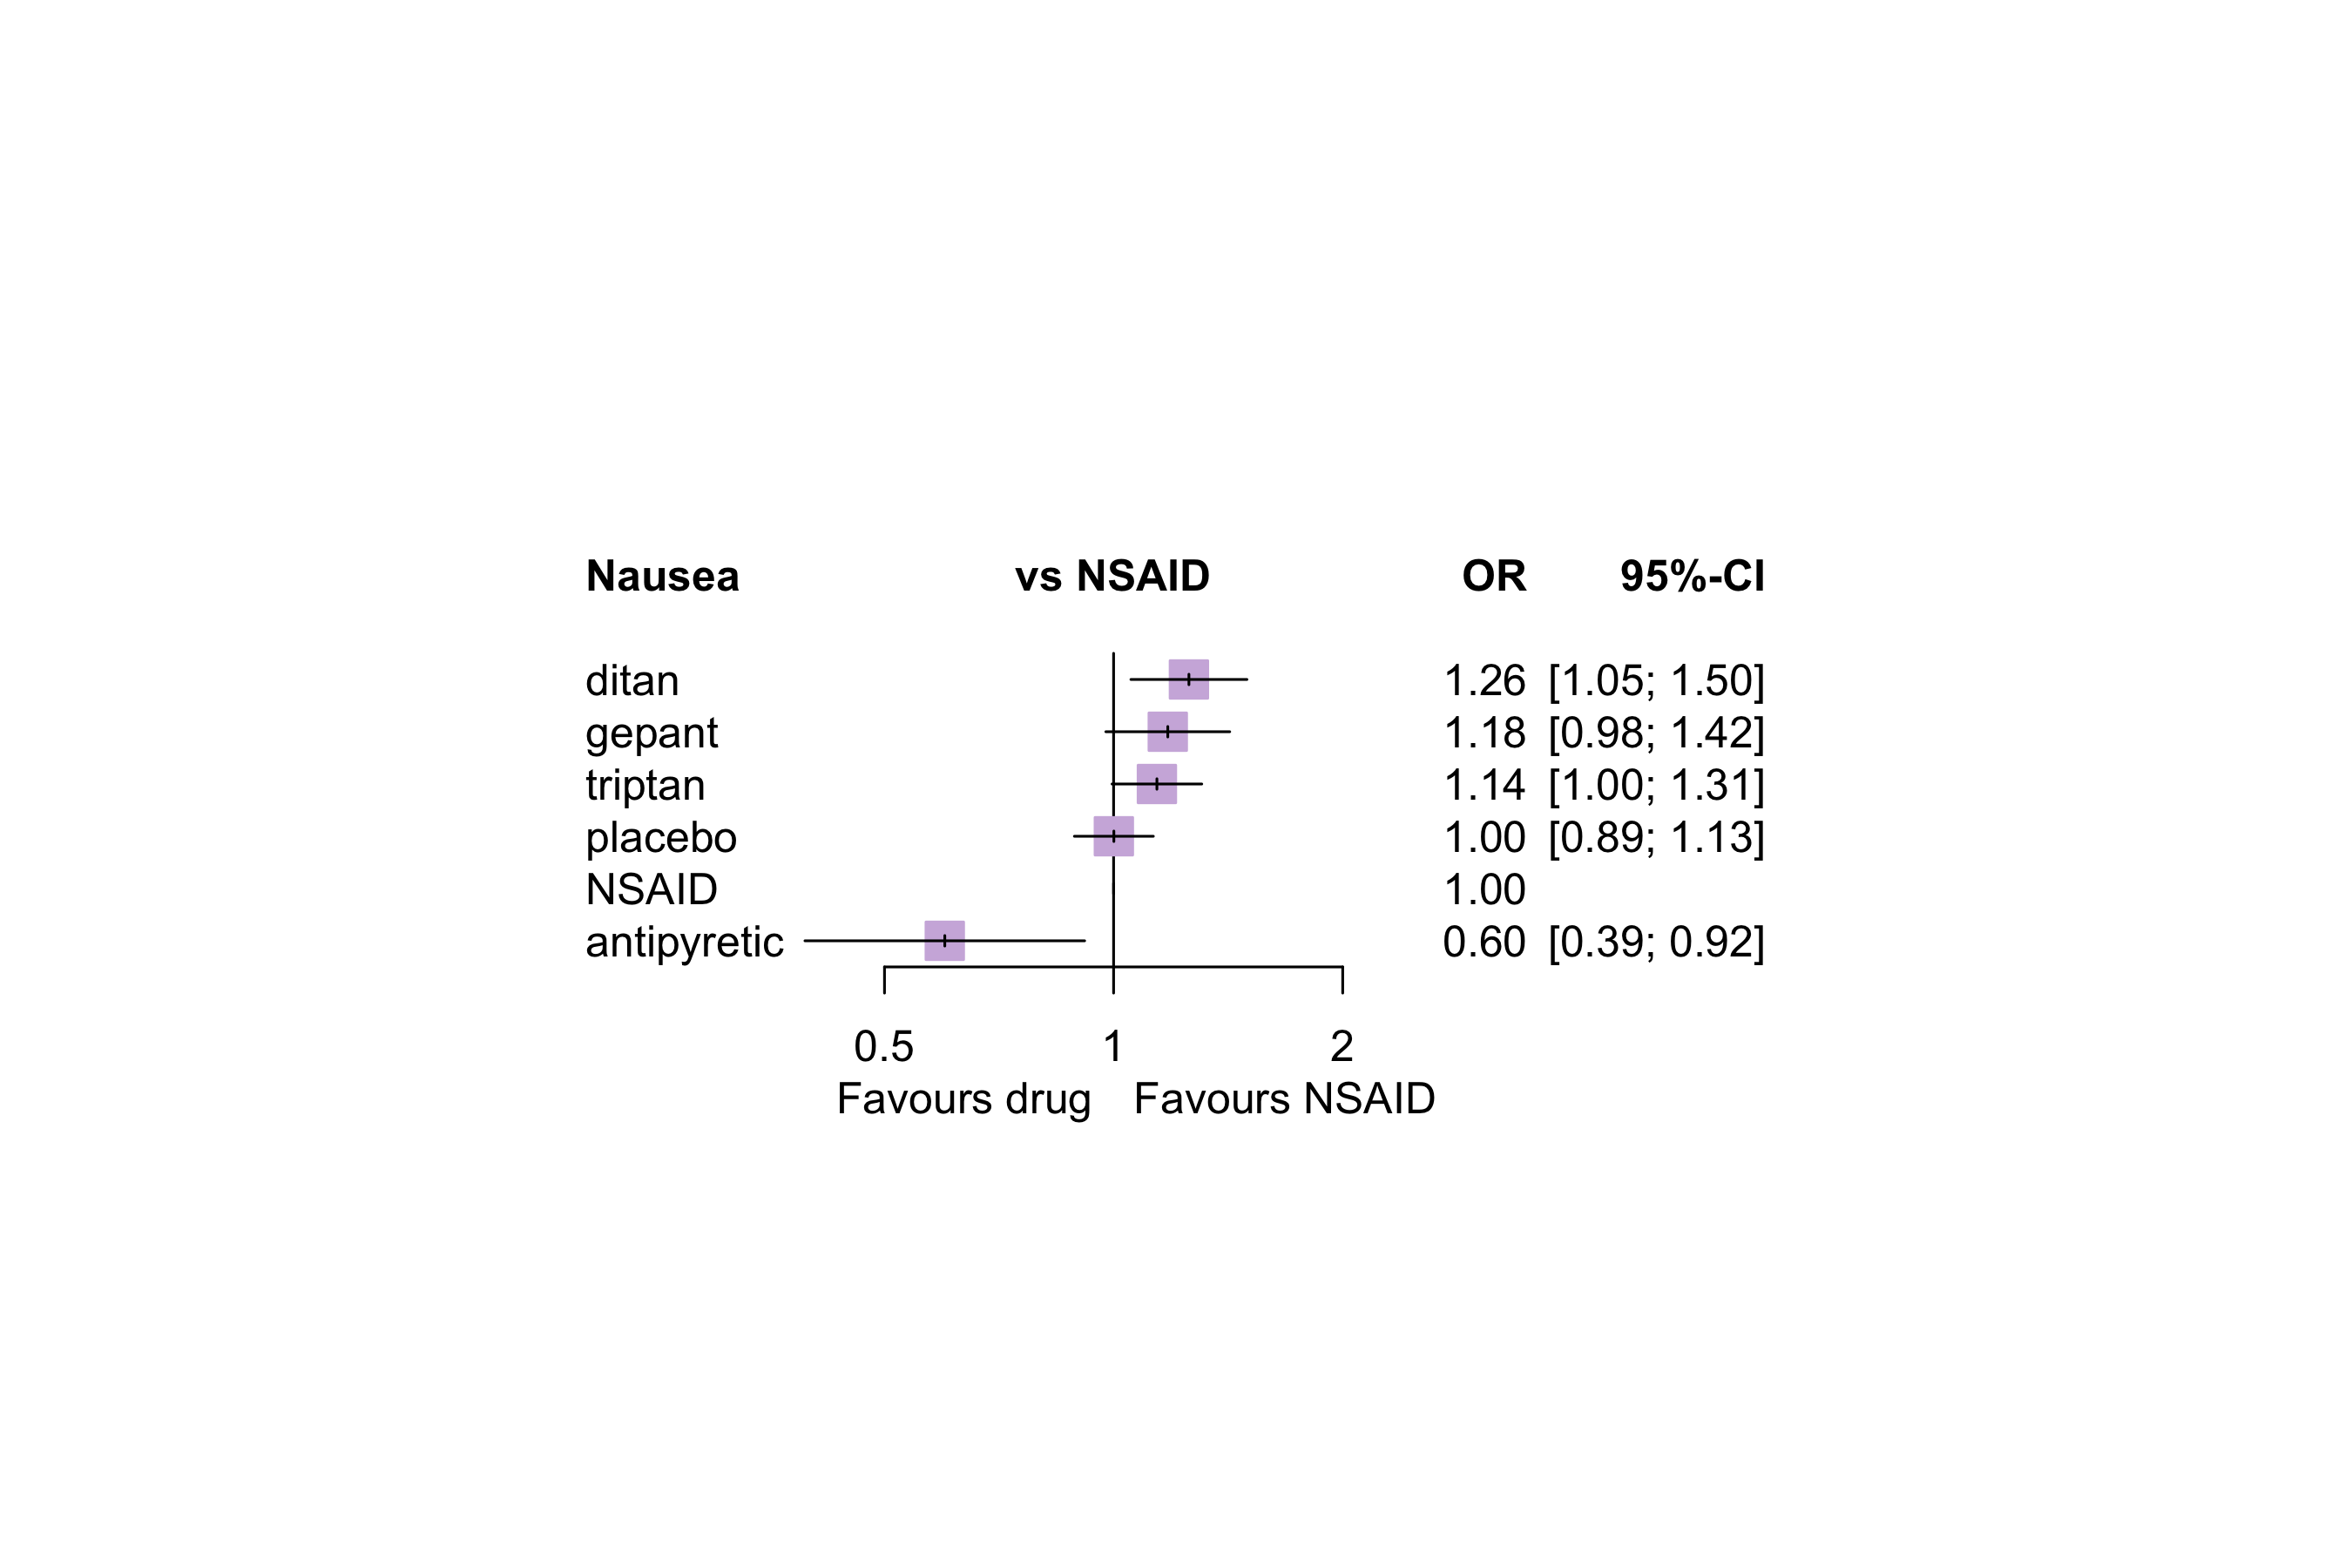 Nausea vs NSAID OR 95%-CI
ditan 1.26 [1.05; 1.50]
gepant 1.18 [0.98; 1.42]
triptan 1.14 [1.00; 1.31]
placebo 1.00 [0.89; 1.13]
NSAID 1.00
antipyretic 0.60 [0.39; 0.92]
0.5 1 2
Favours drug Favours NSAID